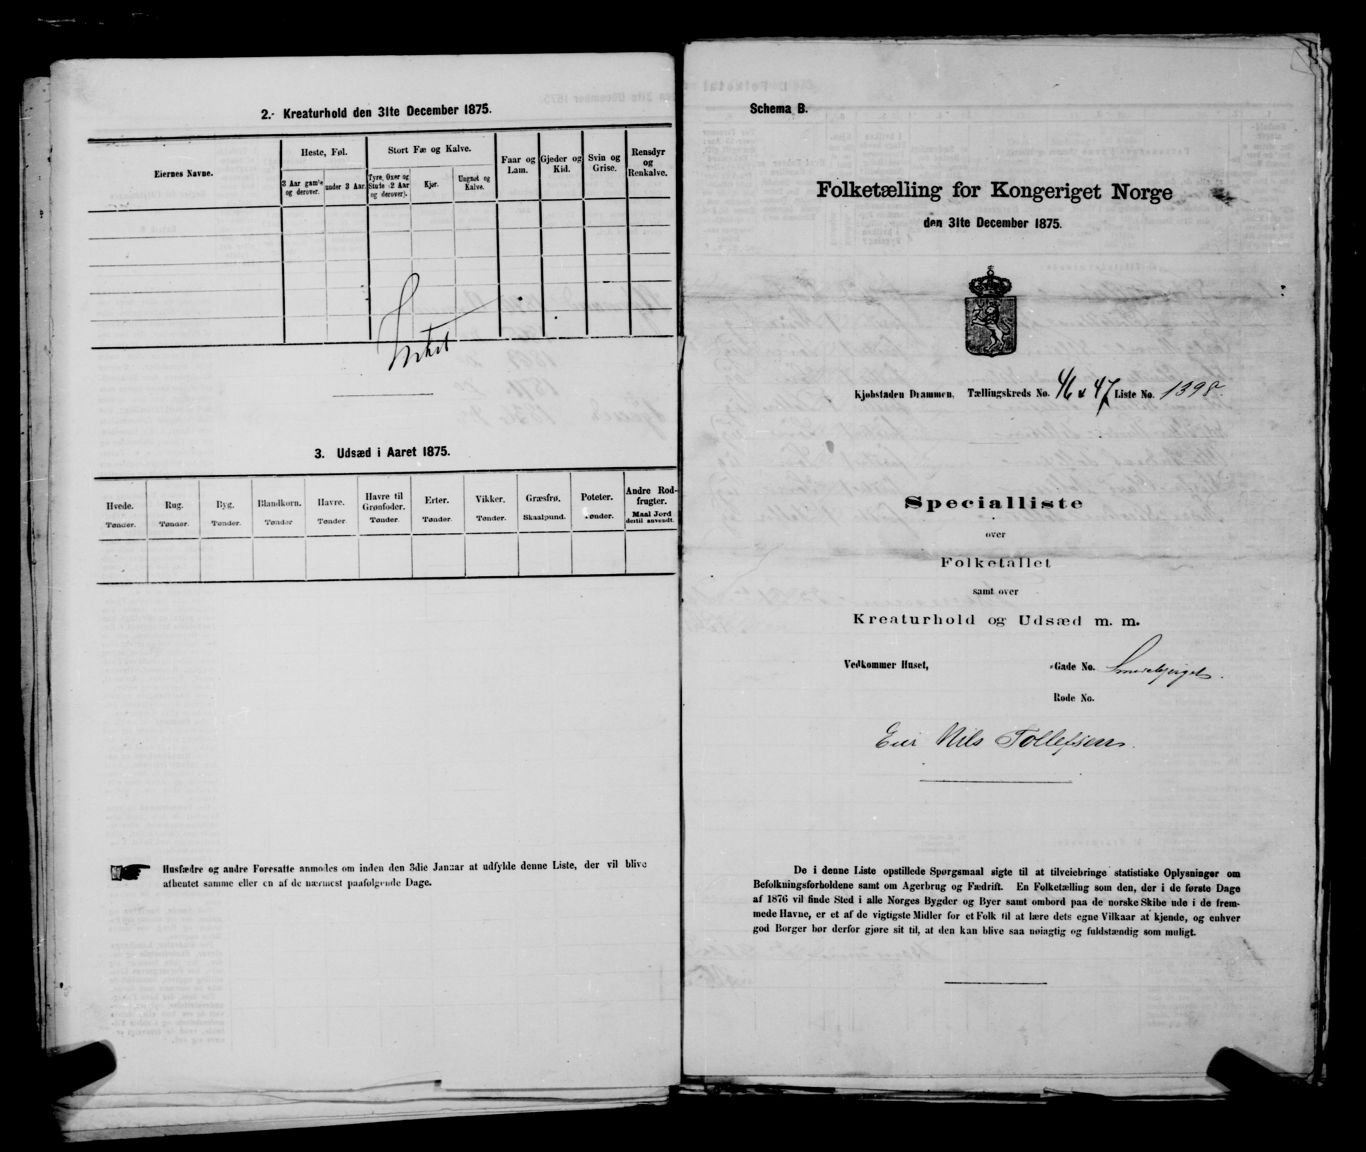 2. Kreaturhold den 31te December 1875.
Eiernes Navne.
Heste, Føl.
3 Aar gamle og derover.
under 3 Aar.
Stort Fæ og Kalve.
Tyre, Oxer og Stude (2 Aar og derover).
Kjør.
Ungnøt og Kalve.
Faar og Lam.
Gjeder og Kid.
Svin og Grise.
Rensdyr og Renkalve.
3. Udsæd i Aaret 1875.
Hvede. Tønder.
Rug. Tønder.
Byg. Tønder.
Blandkorn. Tønder
Havre. Tønder.
Havre til Grønfoder. Tønder.
Erter. Tønder.
Vikker. Tønder.
Græsfrø. Skaalpund.
Poteter. Tønder.
Andre Rodfrugter. Maal Jord dertil anvendt.
Husfædre og andre Foresatte anmodes om inden den 3die Januar at udfylde denne Liste, der vil blive
afhentet samme eller en af de nærmest paafølgende Dage.
Schema B.
Folketælling for Kongeriget Norge
den 31te December 1875.
Kjøbstaden Drammen, Tællingskreds No. 46 & 47 Liste No. 1398.
Specialliste
over
Folketallet
samt over
Kreaturhold og Udsæd m. m.
Vedkommer Huset, -Gade No.
Rode No.
Eier Nils Tollefsen.
De i denne Liste opstillede Spørgsmaal sigte til at tilveiebringe statistiske Oplysninger om
Befolkningsforholdene samt om Agerbrug og Fædrift. En Folketælling som den, der i de første Dage
af 1876 vil finde Sted i alle Norges Bygder og Byer samt ombord paa de norske Skibe ude i de frem-
mede Havne, er et af de vigtigste Midler for et Folk til at lære dets egne Vilkaar at kjende, og enhver
god Borger bør derfor gjøre sit til, at den kan blive saa nøiagtig og fuldstændig som muligt.